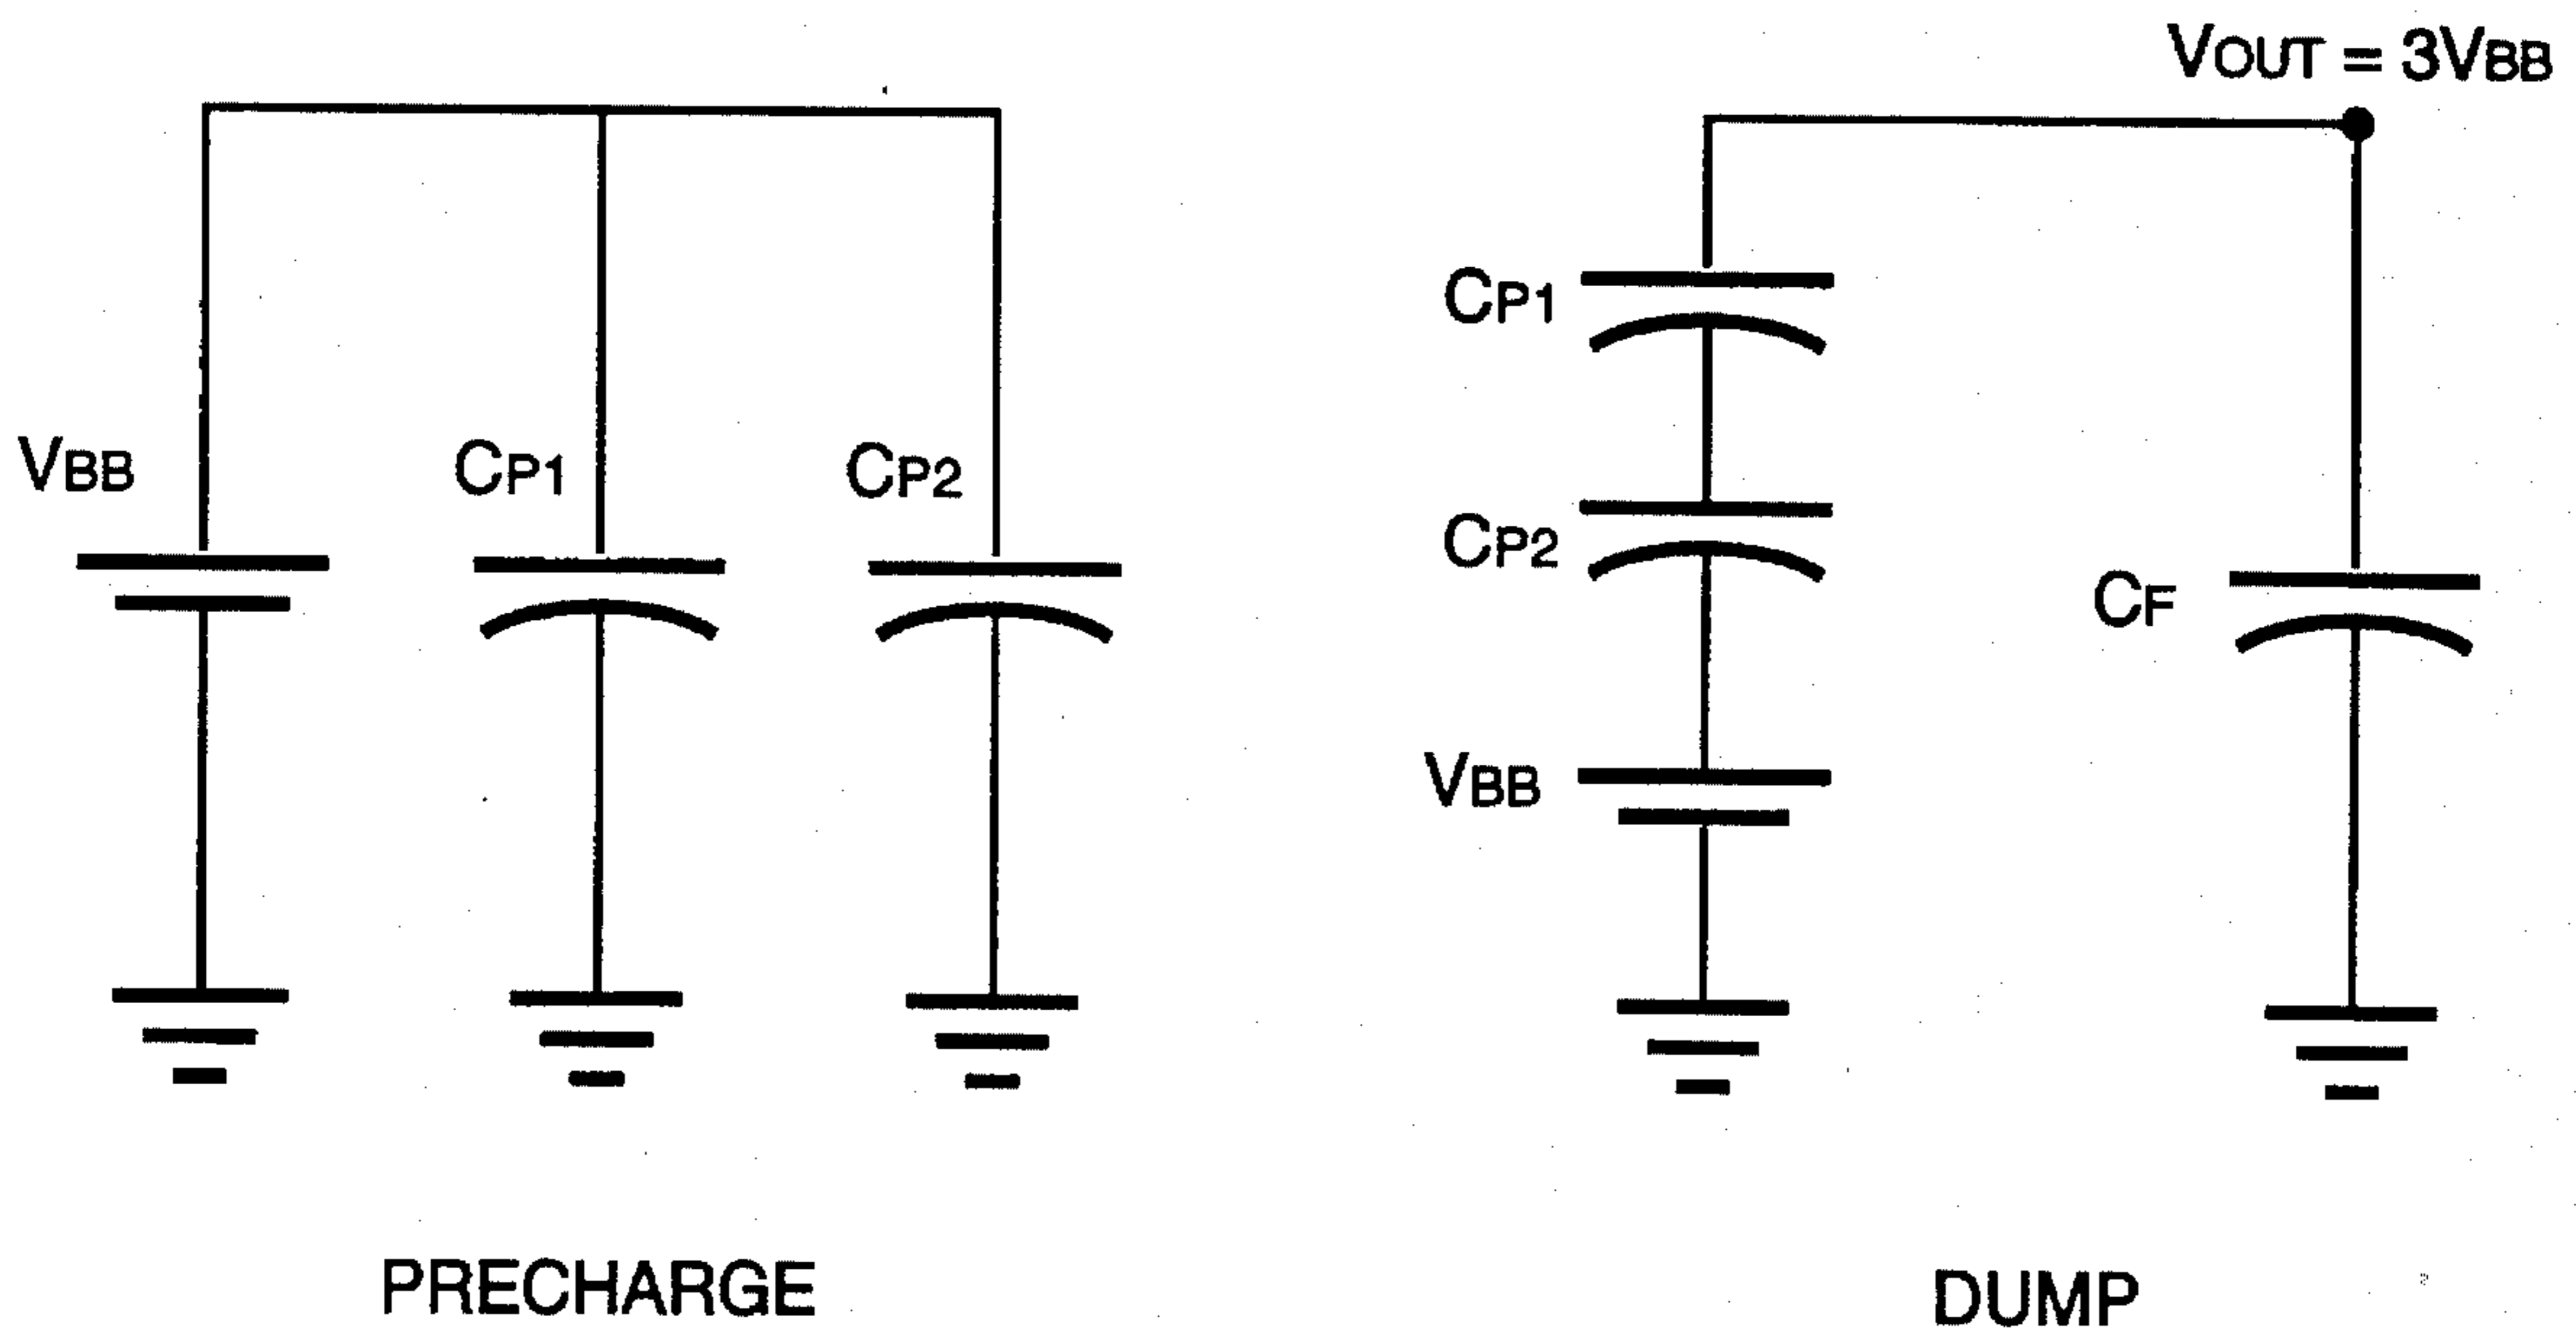 VBB
CP1
CP2
PRECHARGE
VOUT = 3VBB
CP1
CP2
VBB
CF
DUMP